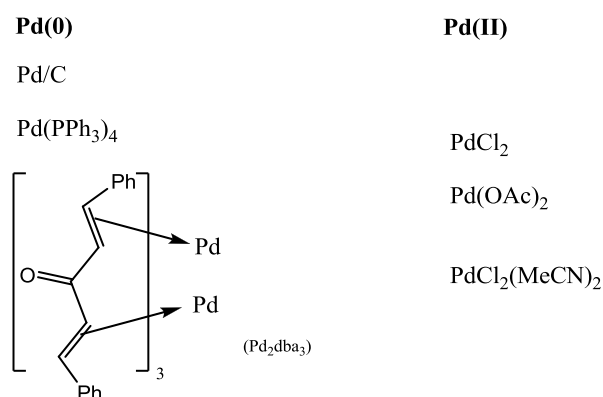 Pd(0)
Pd(II)
Pd/C
Pd(PPh3)4
PdCl2
Pd(OAc)2
PdCl2(MeCN)2
Ph
Pd
O
Pd
(Pd2dba3)
3
Ph